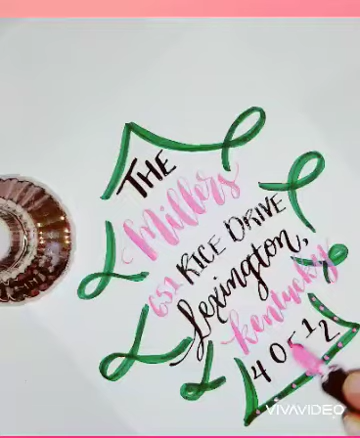 THE
Millers
651 RICE DRIVE
Lexington,
Kentucky
40512
VIVAVIDEO